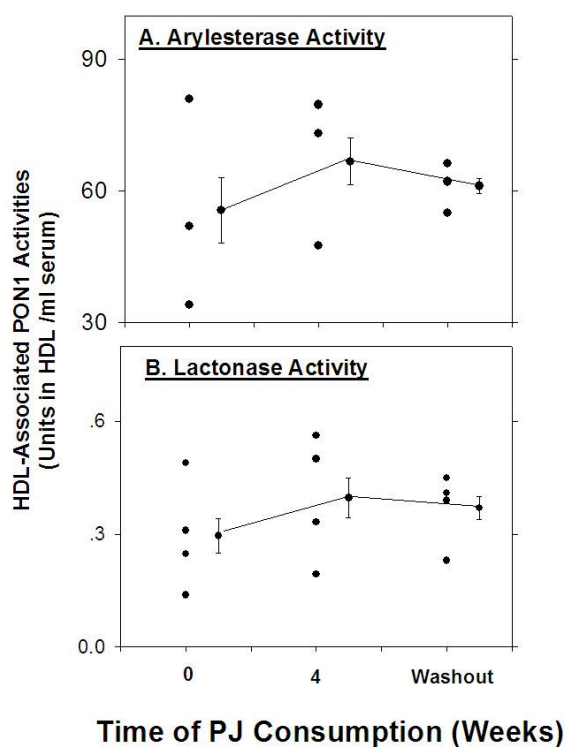 A. Arylesterase Activity
90
60
30
HDL-Associated PON1 Activities
(Units in HDL /ml serum)
B. Lactonase Activity
.6
.3
0.0
0 4 Washout
Time of PJ Consumption (Weeks)